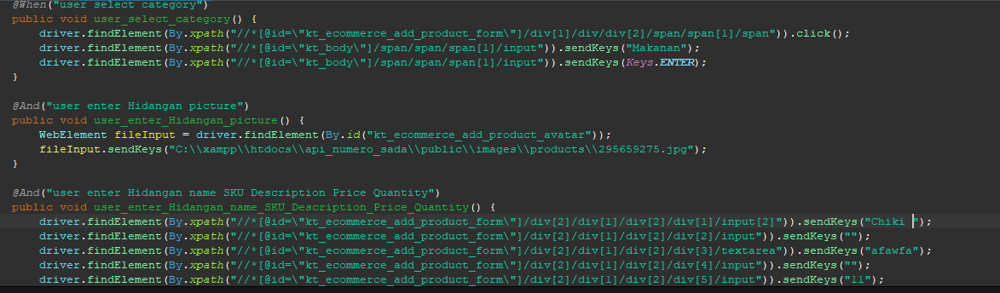 @When("user select category")
public void user_select_category() {
driver.findElement(By.xpath("//*[@id=\"kt_ecommerce_add_product_form\"]/div[1]/div/div[2]/span/span[1]/span")).click();
driver.findElement(By.xpath("//*[@id=\"kt_body\"]/span/span/span[1]/input")).sendKeys("Makanan");
driver.findElement(By.xpath("//*[@id=\"kt_body\"]/span/span/span[1]/input")).sendKeys(Keys.ENTER);
}
@And("user enter Hidangan picture")
public void user_enter_Hidangan_picture() {
WebElement fileInput = driver.findElement(By.id("kt_ecommerce_add_product_avatar"));
fileInput.sendKeys("C:\\xampp\\htdocs\\api_numero_sada\\public\\images\\products\\295659275.jpg");
}
@And("user enter Hidangan name SKU Description Price Quantity")
public void user_enter_Hidangan_name_SKU_Description_Price_Quantity() {
driver.findElement(By.xpath("//*[@id=\"kt_ecommerce_add_product_form\"]/div[2]/div[1]/div[2]/div[1]/input[2]")).sendKeys("Chiki ");
driver.findElement(By.xpath("//*[@id=\"kt_ecommerce_add_product_form\"]/div[2]/div[1]/div[2]/div[2]/input")).sendKeys("");
driver.findElement(By.xpath("//*[@id=\"kt_ecommerce_add_product_form\"]/div[2]/div[1]/div[2]/div[3]/textarea")).sendKeys("afawfa");
driver.findElement(By.xpath("//*[@id=\"kt_ecommerce_add_product_form\"]/div[2]/div[1]/div[2]/div[4]/input")).sendKeys("");
driver.findElement(By.xpath("//*[@id=\"kt_ecommerce_add_product_form\"]/div[2]/div[1]/div[2]/div[5]/input")).sendKeys("11");